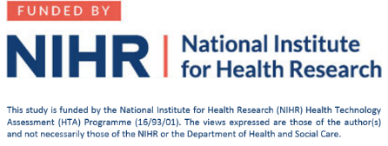 FUNDED BY
NIHR | National Institute
for Health Research
This study is funded by the National Institute for Health Research (NIHR) Health Technology
Assessment (HTA) Programme (16/93/01). The views expressed are those of the author(s)
and not necessarily those of the NIHR or the Department of Health and Social Care.